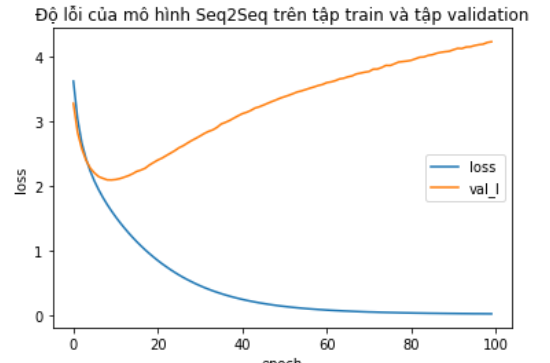 Độ lỗi của mô hình Seq2Seq trên tập train và tập validation
4
3
2
1
0
loss
loss
val_l
0 20 40 60 80 100
epoch